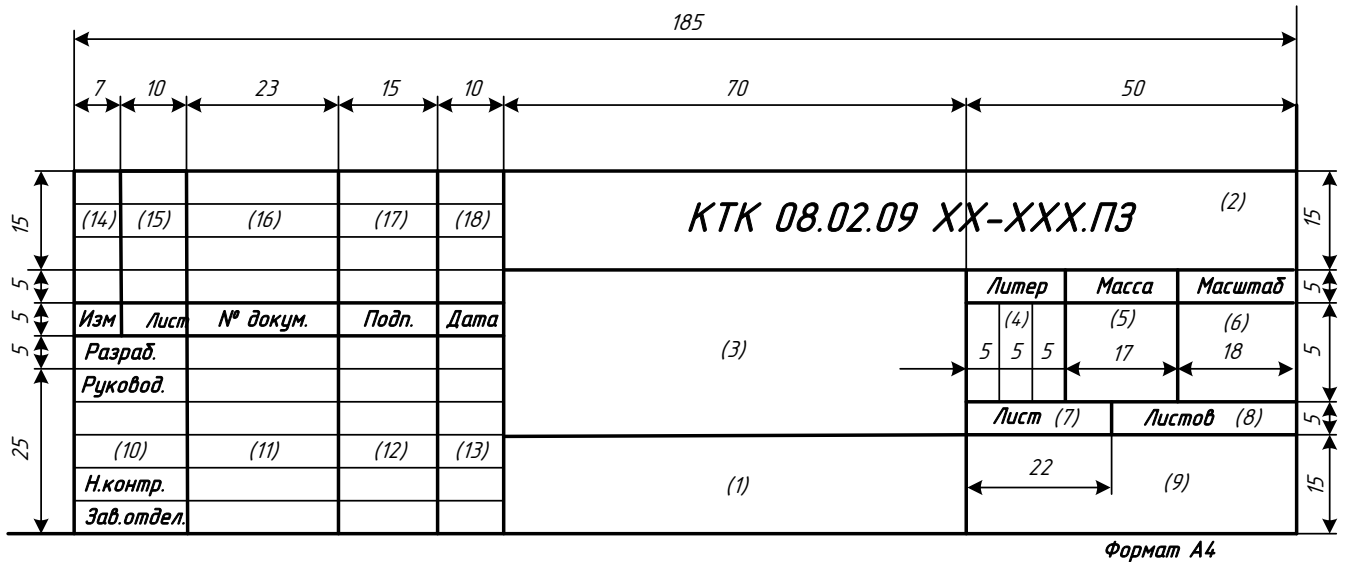 185
7 10 23 15 10 70 50
15 (14) (15) (16) (17) (18) КТК 08.02.09 ХХ-ХХХ.ПЗ (2) 15
5 Литер Масса Масштаб 5
5 Изм Лист № докум. Подп. Дата (4) (5) (6)
5 Разраб. (3) 5 5 5 17 18 5
Руковод.
Лист (7) Листов (8) 5
25 (10) (11) (12) (13) 22
Н.контр. (1) (9) 15
Зав.отдел.
Формат А4